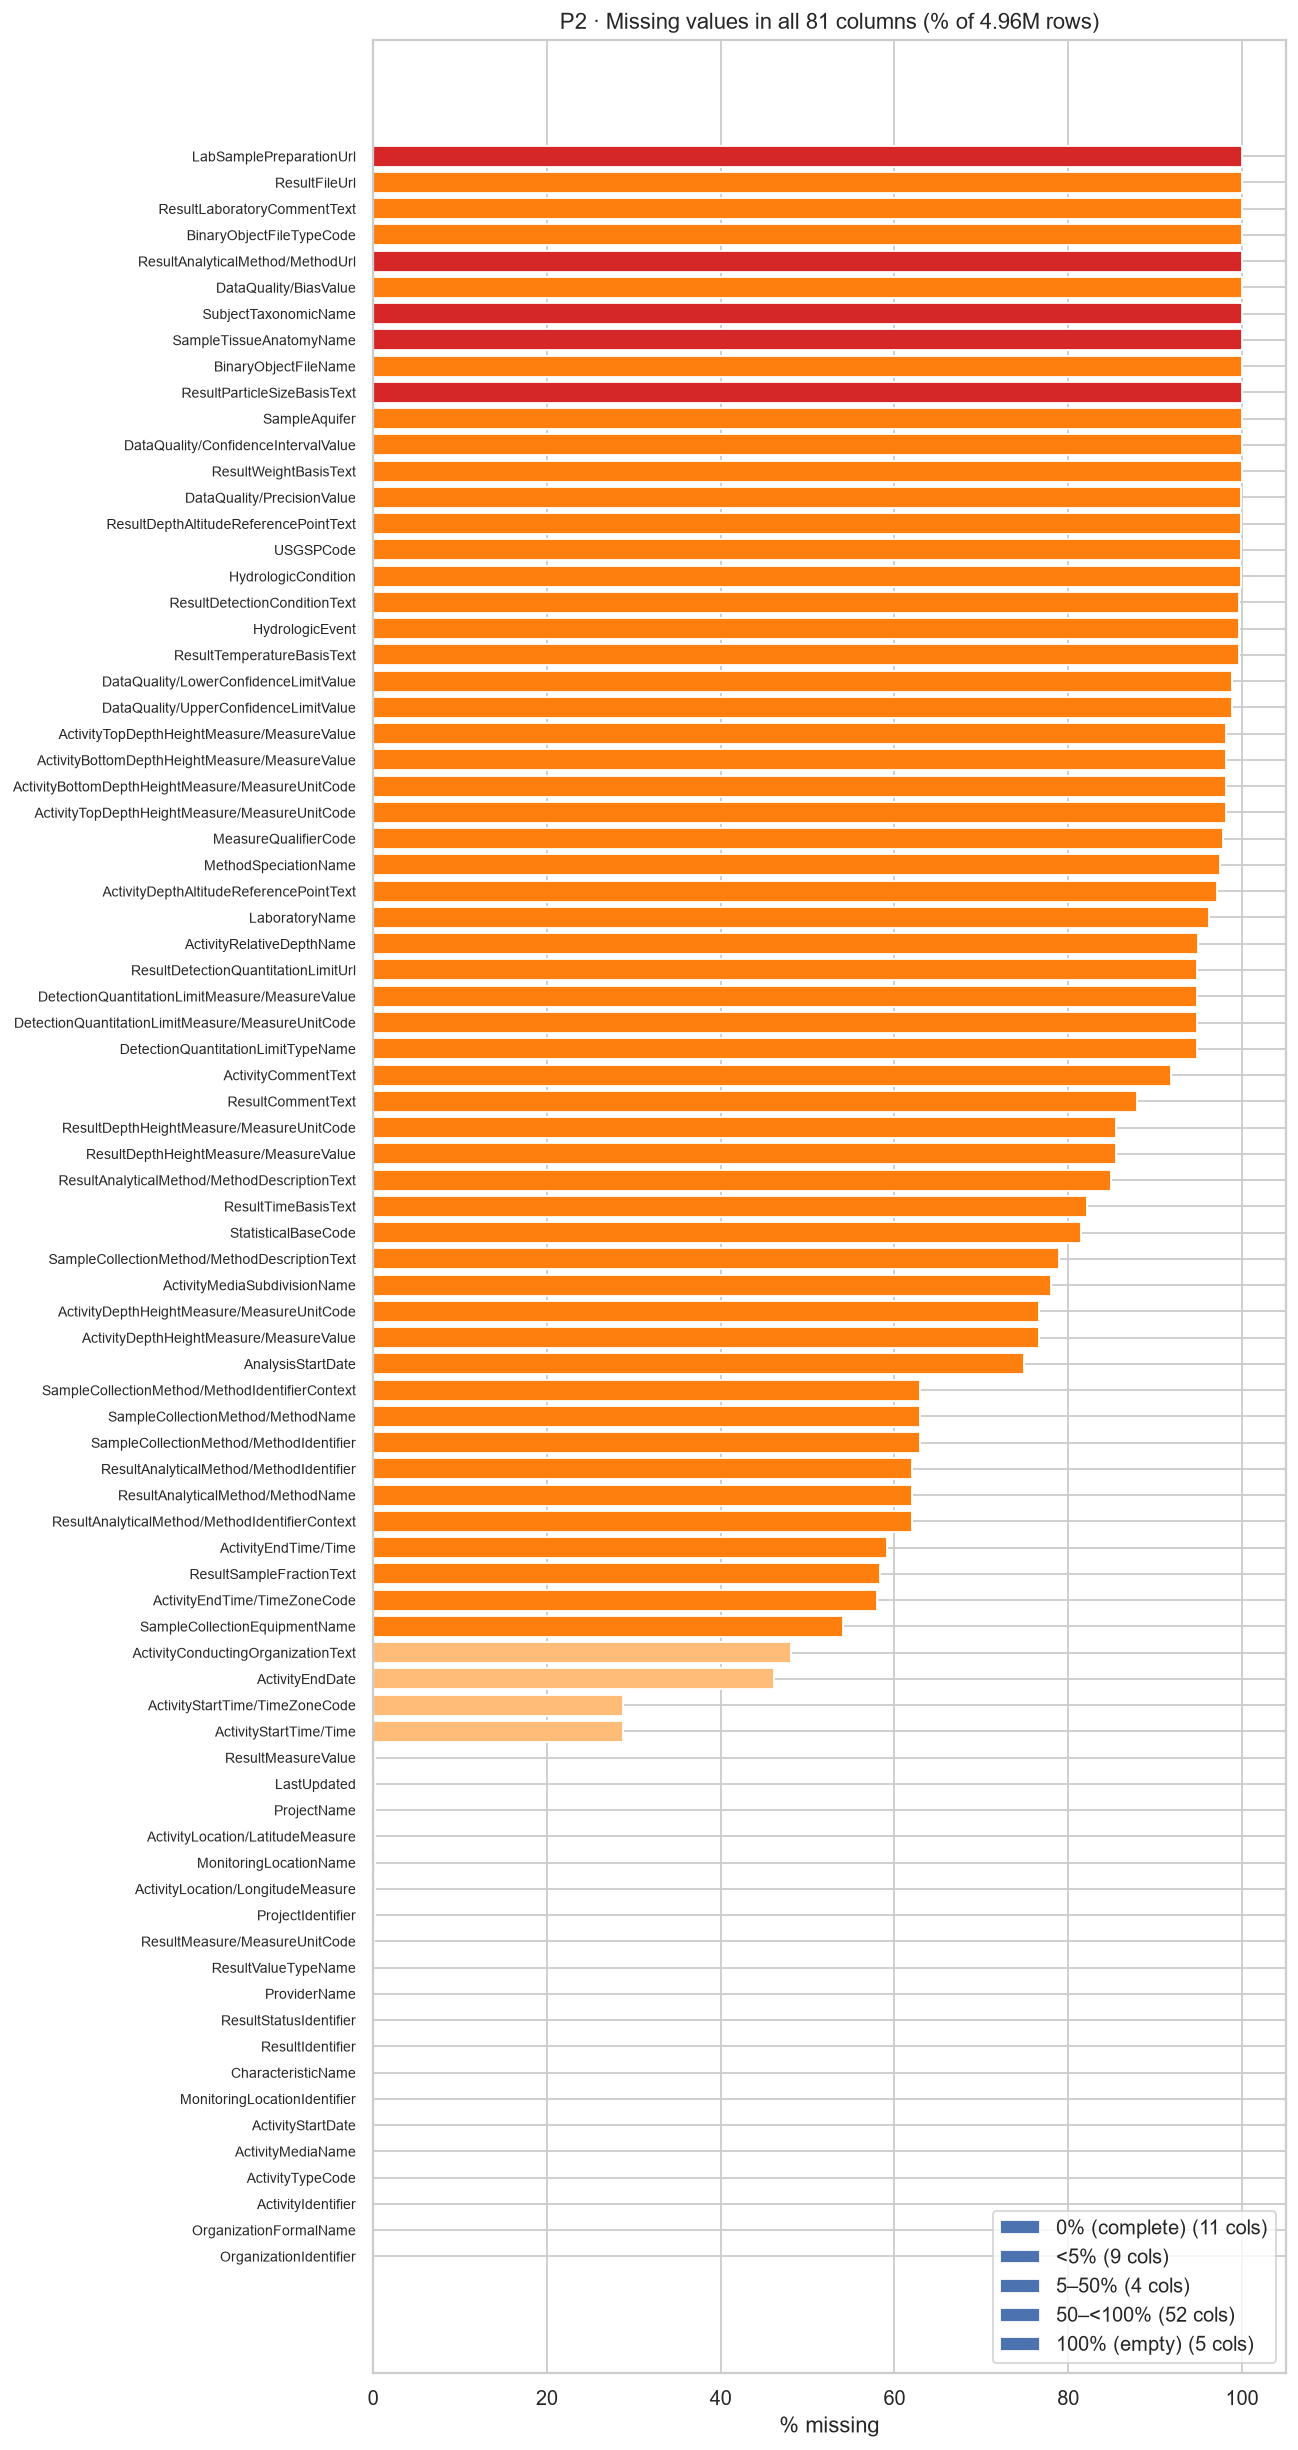 P2 · Missing values in all 81 columns (% of 4.96M rows)
LabSamplePreparationUrl
ResultFileUrl
ResultLaboratoryCommentText
BinaryObjectFileTypeCode
ResultAnalyticalMethod/MethodUrl
DataQuality/BiasValue
SubjectTaxonomicName
SampleTissueAnatomyName
BinaryObjectFileName
ResultParticleSizeBasisText
SampleAquifer
DataQuality/ConfidenceIntervalValue
ResultWeightBasisText
DataQuality/PrecisionValue
ResultDepthAltitudeReferencePointText
USGSPCode
HydrologicCondition
ResultDetectionConditionText
HydrologicEvent
ResultTemperatureBasisText
DataQuality/LowerConfidenceLimitValue
DataQuality/UpperConfidenceLimitValue
ActivityTopDepthHeightMeasure/MeasureValue
ActivityBottomDepthHeightMeasure/MeasureValue
ActivityBottomDepthHeightMeasure/MeasureUnitCode
ActivityTopDepthHeightMeasure/MeasureUnitCode
MeasureQualifierCode
MethodSpeciationName
ActivityDepthAltitudeReferencePointText
LaboratoryName
ActivityRelativeDepthName
ResultDetectionQuantitationLimitUrl
DetectionQuantitationLimitMeasure/MeasureValue
DetectionQuantitationLimitMeasure/MeasureUnitCode
DetectionQuantitationLimitTypeName
ActivityCommentText
ResultCommentText
ResultDepthHeightMeasure/MeasureUnitCode
ResultDepthHeightMeasure/MeasureValue
ResultAnalyticalMethod/MethodDescriptionText
ResultTimeBasisText
StatisticalBaseCode
SampleCollectionMethod/MethodDescriptionText
ActivityMediaSubdivisionName
ActivityDepthHeightMeasure/MeasureUnitCode
ActivityDepthHeightMeasure/MeasureValue
AnalysisStartDate
SampleCollectionMethod/MethodIdentifierContext
SampleCollectionMethod/MethodName
SampleCollectionMethod/MethodIdentifier
ResultAnalyticalMethod/MethodIdentifier
ResultAnalyticalMethod/MethodName
ResultAnalyticalMethod/MethodIdentifierContext
ActivityEndTime/Time
ResultSampleFractionText
ActivityEndTime/TimeZoneCode
SampleCollectionEquipmentName
ActivityConductingOrganizationText
ActivityEndDate
ActivityStartTime/TimeZoneCode
ActivityStartTime/Time
ResultMeasureValue
LastUpdated
ProjectName
ActivityLocation/LatitudeMeasure
MonitoringLocationName
ActivityLocation/LongitudeMeasure
ProjectIdentifier
ResultMeasure/MeasureUnitCode
ResultValueTypeName
ProviderName
ResultStatusIdentifier
ResultIdentifier
CharacteristicName
MonitoringLocationIdentifier
ActivityStartDate
ActivityMediaName
ActivityTypeCode
ActivityIdentifier
OrganizationFormalName
OrganizationIdentifier
0% (complete) (11 cols)
<5% (9 cols)
5–50% (4 cols)
50–<100% (52 cols)
100% (empty) (5 cols)
0 20 40 60 80 100
% missing